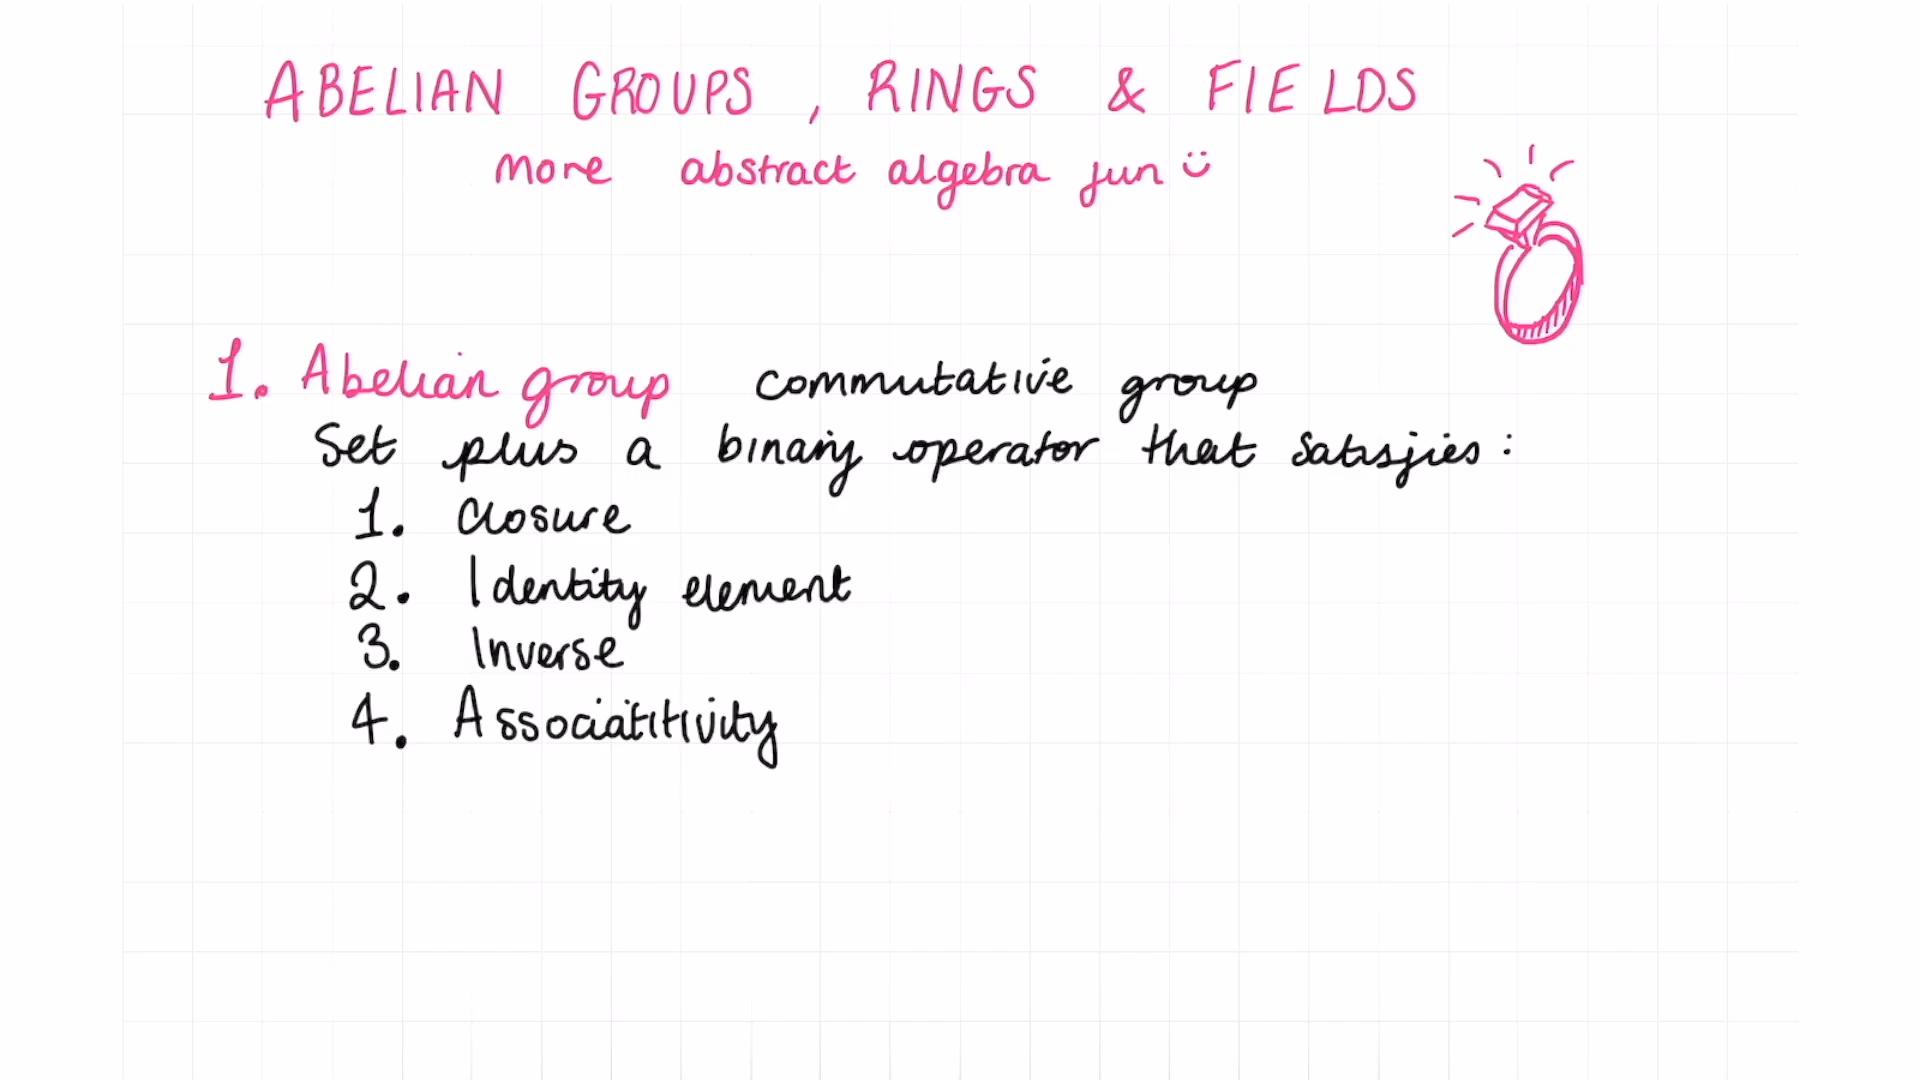 ABELIAN GROUPS, RINGS & FIELDS
more abstract algebra fun
1. Abelian group commutative group
Set plus a binary operator that satisfies:
1. Closure
2. Identity element
3. Inverse
4. Associatitivity